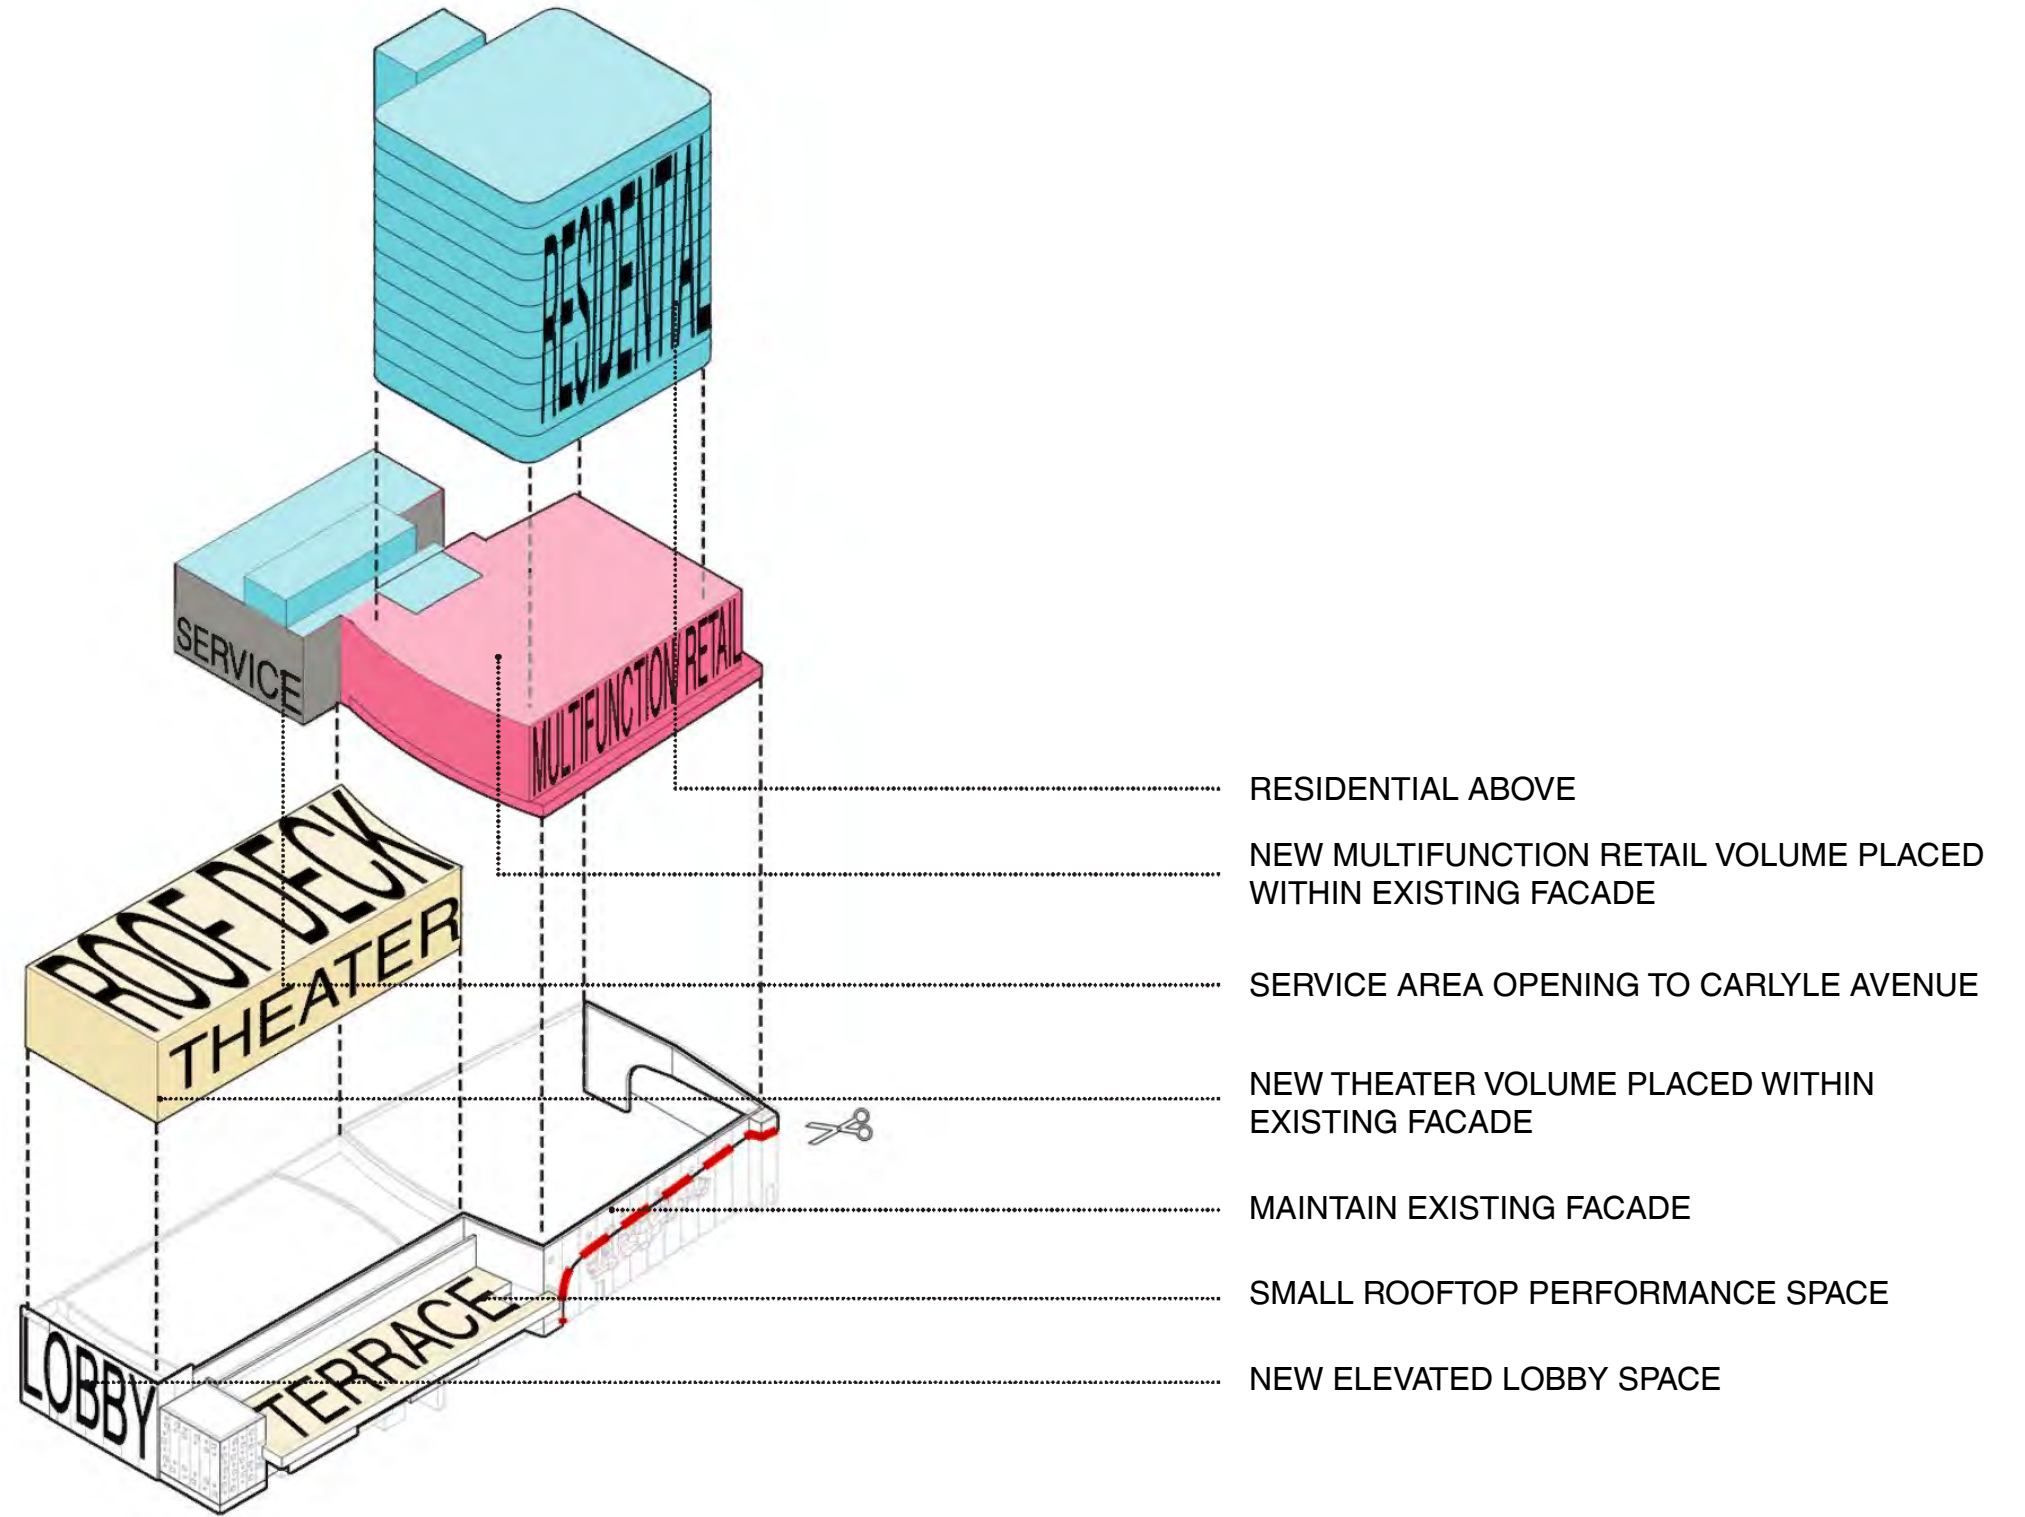 RESIDENTIAL
SERVICE
MULTIFUNCTION RETAIL
ROOF DECK
THEATER
LOBBY
TERRACE
RESIDENTIAL ABOVE
NEW MULTIFUNCTION RETAIL VOLUME PLACED
WITHIN EXISTING FACADE
SERVICE AREA OPENING TO CARLYLE AVENUE
NEW THEATER VOLUME PLACED WITHIN
EXISTING FACADE
MAINTAIN EXISTING FACADE
SMALL ROOFTOP PERFORMANCE SPACE
NEW ELEVATED LOBBY SPACE